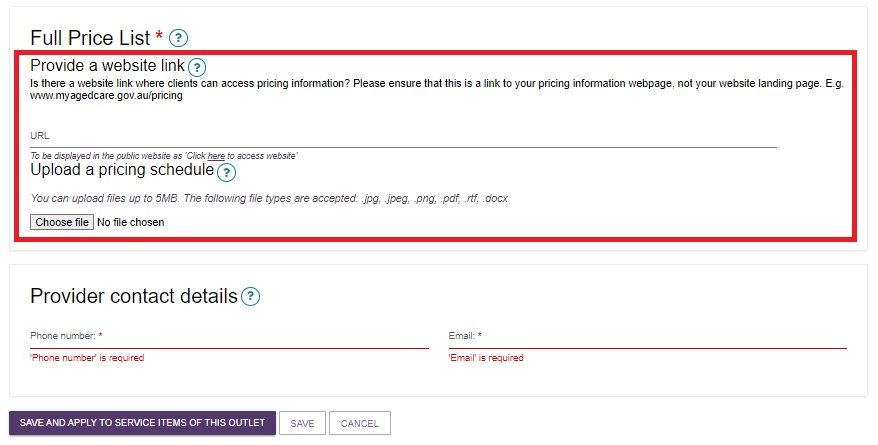 Full Price List * ?
Provide a website link ?
Is there a website link where clients can access pricing information? Please ensure that this is a link to your pricing information webpage, not your website landing page. E.g.
www.myagedcare.gov.au/pricing
URL
To be displayed in the public website as 'Click here to access website'
Upload a pricing schedule ?
You can upload files up to 5MB. The following file types are accepted: .jpg, .jpeg, .png, .pdf, .rtf, .docx
Choose file No file chosen
Provider contact details ?
Phone number: * Email: *
'Phone number' is required 'Email' is required
SAVE AND APPLY TO SERVICE ITEMS OF THIS OUTLET SAVE CANCEL